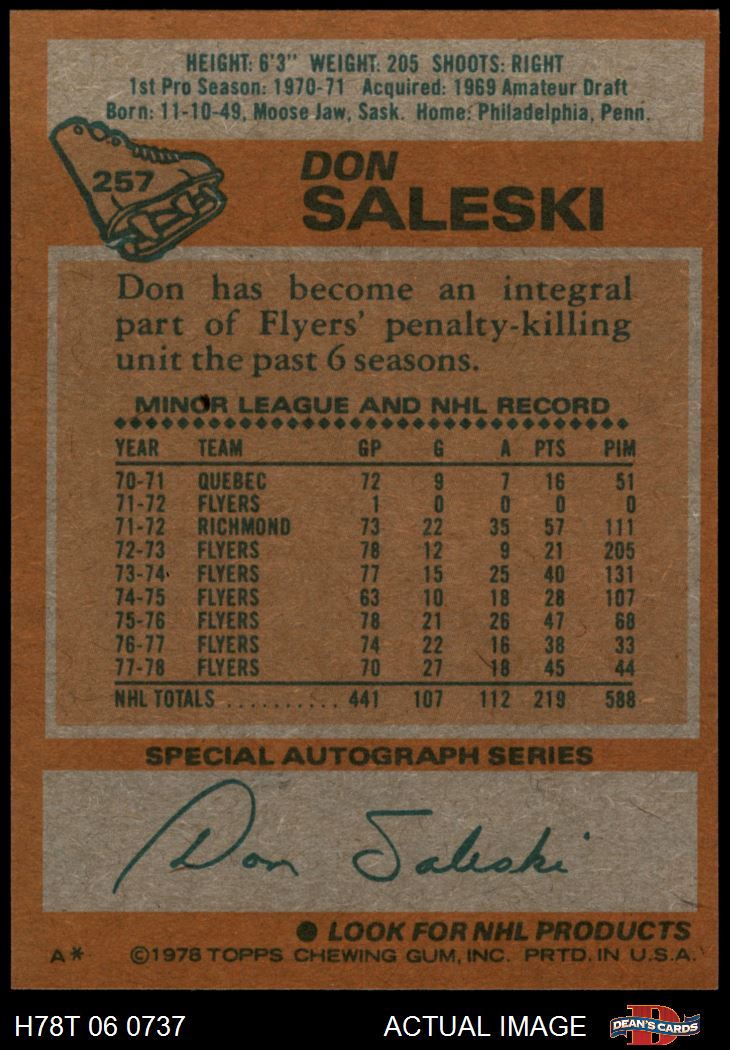 HEIGHT: 6'3" WEIGHT: 205 SHOOTS: RIGHT
1st Pro Season: 1970-71 Acquired: 1969 Amateur Draft
Born: 11-10-49, Moose Jaw, Sask. Home: Philadelphia, Penn.
257
DON
SALESKI
Don has become an integral
part of Flyers' penalty-killing
unit the past 6 seasons.
MINOR LEAGUE AND NHL RECORD
YEAR TEAM GP G A PTS PIM
70-71 QUEBEC 72 9 7 16 51
71-72 FLYERS 1 0 0 0 0
71-72 RICHMOND 73 22 35 57 111
72-73 FLYERS 78 12 9 21 205
73-74 FLYERS 77 15 25 40 131
74-75 FLYERS 63 10 18 28 107
75-76 FLYERS 78 21 26 47 68
76-77 FLYERS 74 22 16 38 33
77-78 FLYERS 70 27 18 45 44
NHL TOTALS .......... 441 107 112 219 588
SPECIAL AUTOGRAPH SERIES
Don Saleski
● LOOK FOR NHL PRODUCTS
A* ©1978 TOPPS CHEWING GUM, INC. PRTD. IN U.S.A.
H78T 06 0737 ACTUAL IMAGE DEAN'S CARDS